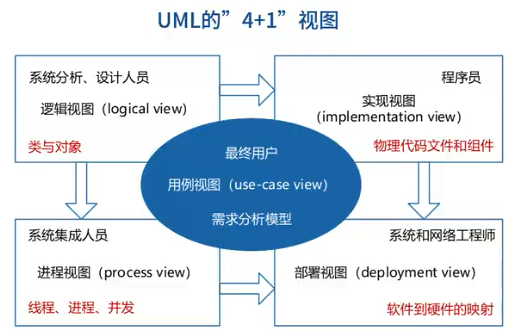 UML的”4+1”视图
系统分析、设计人员
逻辑视图（logical view）
类与对象
程序员
实现视图
（implementation view）
物理代码文件和组件
最终用户
用例视图（use-case view）
需求分析模型
系统集成人员
进程视图（process view）
线程、进程、并发
系统和网络工程师
部署视图（deployment view）
软件到硬件的映射